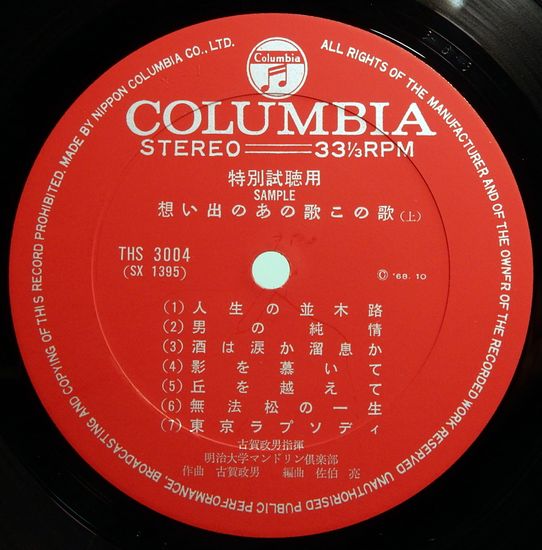 MADE BY NIPPON COLUMBIA CO., LTD. ALL RIGHTS OF THE MANUFACTURER AND OF THE OWNER OF THE RECORDED WORK RESERVED UNAUTHORISED PUBLIC PERFORMANCE, BROADCASTING AND COPYING OF THIS RECORD PROHIBITED.
Columbia
COLUMBIA
STEREO 33⅓RPM
特別試聴用
SAMPLE
想い出のあの歌この歌(上)
THS 3004
(SX 1395)
Ⓒ '68. 10
(1) 人生の並木路
(2) 男の純情
(3) 酒は涙か溜息か
(4) 影を慕いて
(5) 丘を越えて
(6) 無法松の一生
(7) 東京ラプソディ
古賀政男指揮
明治大学マンドリン倶楽部
作曲 古賀政男 編曲 佐伯 亮